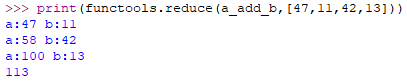 >>> print(functools.reduce(a_add_b,[47,11,42,13]))
a:47 b:11
a:58 b:42
a:100 b:13
113